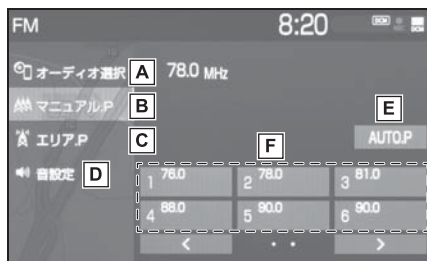 FM 8:20
オーディオ選択 A 78.0 MHz
マニュアル.P B
E
エリア.P C
AUTO.P
F
音設定 D
1 76.0 2 78.0 3 81.0
4 88.0 5 90.0 6 90.0
< · · >